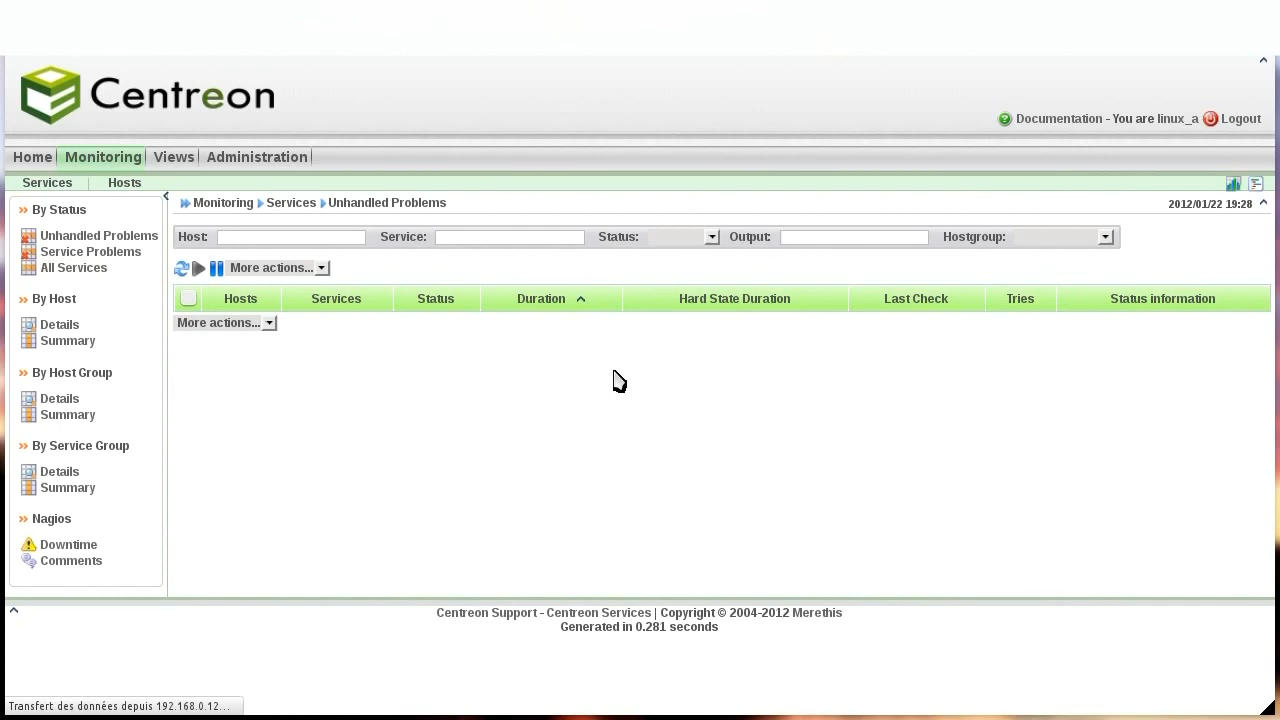 Centreon
Documentation - You are linux_a Logout
Home Monitoring Views Administration
Services Hosts
Monitoring Services Unhandled Problems 2012/01/22 19:28
By Status
Unhandled Problems
Service Problems
All Services
By Host
Details
Summary
By Host Group
Details
Summary
By Service Group
Details
Summary
Nagios
Downtime
Comments
Host: Service: Status: Output: Hostgroup:
More actions...
Hosts Services Status Duration Hard State Duration Last Check Tries Status information
More actions...
Centreon Support - Centreon Services | Copyright © 2004-2012 Merethis
Generated in 0.281 seconds
Transfert des données depuis 192.168.0.12...